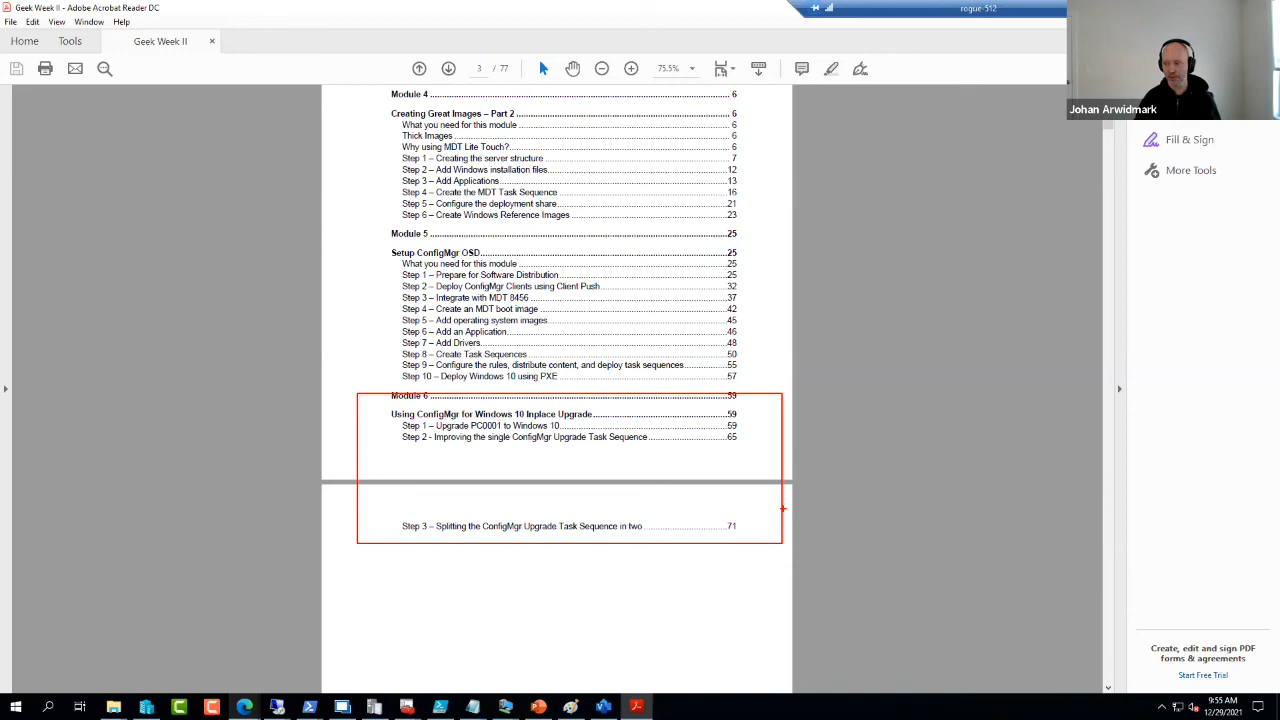 Geek Week II - Adobe Acrobat Reader DC
rogue-512
File Edit View Window Help
Home Tools Geek Week II ×
3 / 77 75.5%
Johan Arwidmark
Fill & Sign
More Tools
Module 4 6
Creating Great Images – Part 2 6
What you need for this module 6
Thick Images 6
Why using MDT Lite Touch? 6
Step 1 – Creating the server structure 7
Step 2 – Add Windows installation files 12
Step 3 – Add Applications 13
Step 4 – Create the MDT Task Sequence 16
Step 5 – Configure the deployment share 21
Step 6 – Create Windows Reference Images 23
Module 5 25
Setup ConfigMgr OSD 25
What you need for this module 25
Step 1 – Prepare for Software Distribution 25
Step 2 – Deploy ConfigMgr Clients using Client Push 32
Step 3 – Integrate with MDT 8456 37
Step 4 – Create an MDT boot image 42
Step 5 – Add operating system images 45
Step 6 – Add an Application 46
Step 7 – Add Drivers 48
Step 8 – Create Task Sequences 50
Step 9 – Configure the rules, distribute content, and deploy task sequences 55
Step 10 – Deploy Windows 10 using PXE 57
Module 6 59
Using ConfigMgr for Windows 10 Inplace Upgrade 59
Step 1 – Upgrade PC0001 to Windows 10 59
Step 2 - Improving the single ConfigMgr Upgrade Task Sequence 65
Step 3 – Splitting the ConfigMgr Upgrade Task Sequence in two 71
Create, edit and sign PDF
forms & agreements
Start Free Trial
9:55 AM
12/29/2021